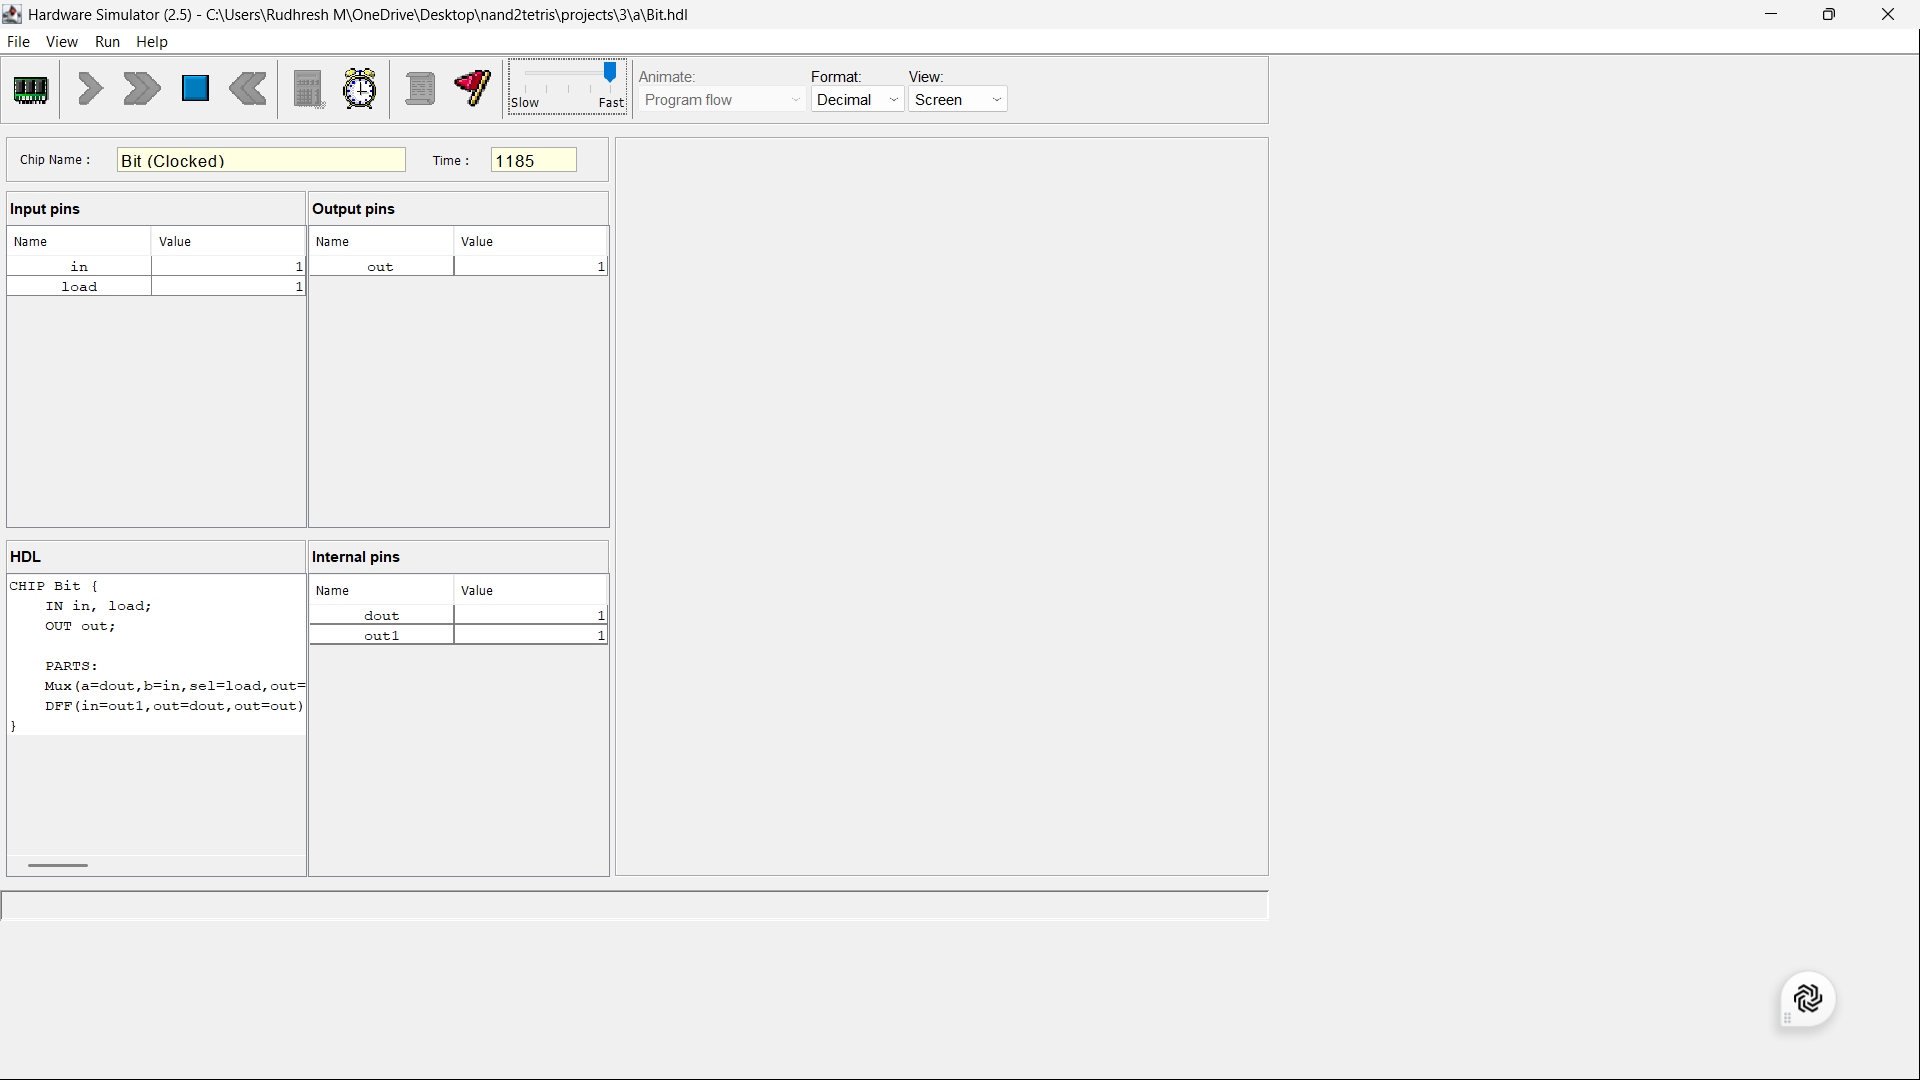 Hardware Simulator (2.5) - C:\Users\Rudhresh M\OneDrive\Desktop\nand2tetris\projects\3\a\Bit.hdl
File View Run Help
Slow Fast
Animate:
Program flow
Format:
Decimal
View:
Screen
Chip Name : Bit (Clocked) Time : 1185
Input pins
Name Value
in 1
load 1
Output pins
Name Value
out 1
HDL
CHIP Bit {
    IN in, load;
    OUT out;
    PARTS:
    Mux(a=dout,b=in,sel=load,out=
    DFF(in=out1,out=dout,out=out)
}
Internal pins
Name Value
dout 1
out1 1